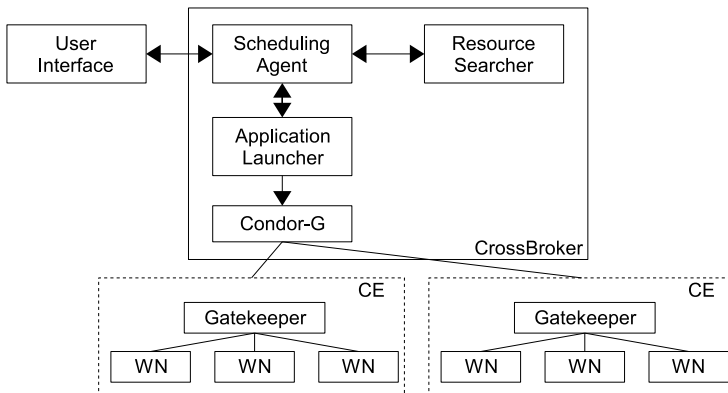 User
Interface
Scheduling
Agent
Resource
Searcher
Application
Launcher
Condor-G
CrossBroker
CE
Gatekeeper
WN
WN
WN
CE
Gatekeeper
WN
WN
WN